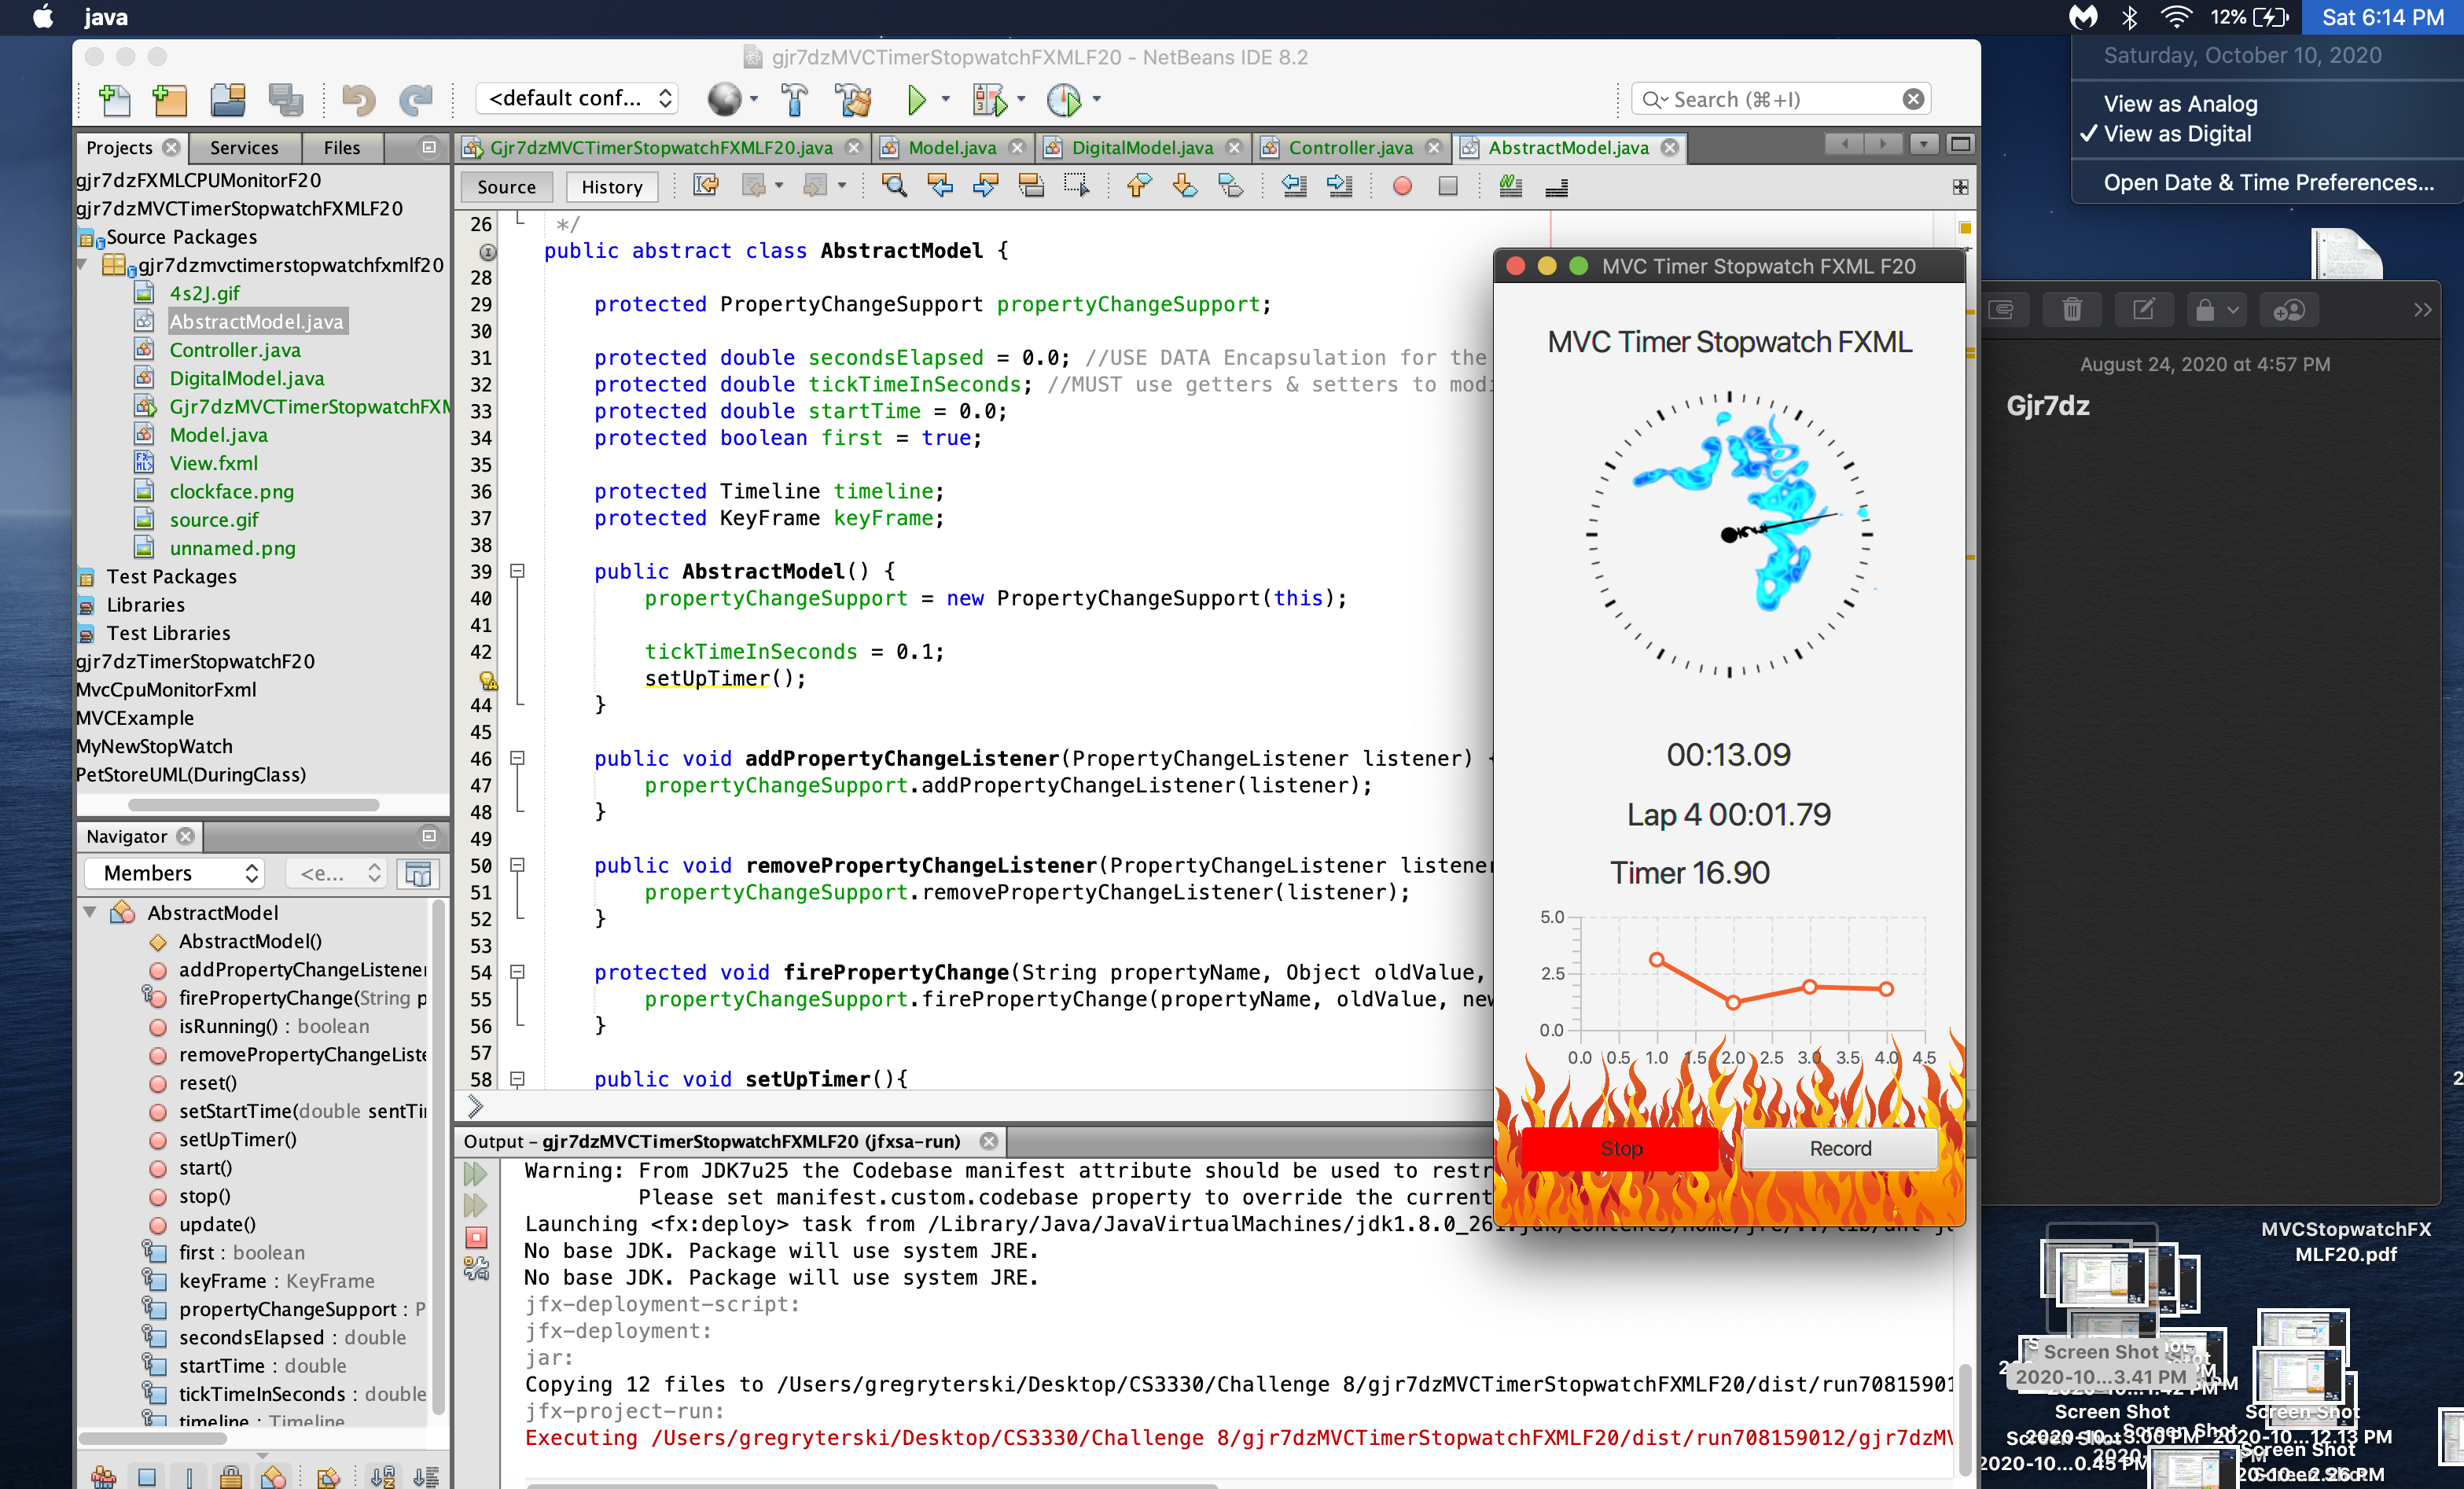 java
12%
Sat 6:14 PM
Saturday, October 10, 2020
View as Analog
✓ View as Digital
Open Date & Time Preferences...
gjr7dzMVCTimerStopwatchFXMLF20 - NetBeans IDE 8.2
<default conf...
Search (⌘+I)
Projects
Services
Files
Gjr7dzMVCTimerStopwatchFXMLF20.java
Model.java
DigitalModel.java
Controller.java
AbstractModel.java
Source
History
gjr7dzFXMLCPUMonitorF20
gjr7dzMVCTimerStopwatchFXMLF20
Source Packages
gjr7dzmvctimerstopwatchfxmlf20
4s2J.gif
AbstractModel.java
Controller.java
DigitalModel.java
Gjr7dzMVCTimerStopwatchFXM
Model.java
View.fxml
clockface.png
source.gif
unnamed.png
Test Packages
Libraries
Test Libraries
gjr7dzTimerStopwatchF20
MvcCpuMonitorFxml
MVCExample
MyNewStopWatch
PetStoreUML(DuringClass)
Navigator
Members
<e...
AbstractModel
AbstractModel()
addPropertyChangeListener
firePropertyChange(String p
isRunning() : boolean
removePropertyChangeListe
reset()
setStartTime(double sentTi
setUpTimer()
start()
stop()
update()
first : boolean
keyFrame : KeyFrame
propertyChangeSupport : P
secondsElapsed : double
startTime : double
tickTimeInSeconds : double
timeline : Timeline
26 */
public abstract class AbstractModel {
28
29 protected PropertyChangeSupport propertyChangeSupport;
30
31 protected double secondsElapsed = 0.0; //USE DATA Encapsulation for the
32 protected double tickTimeInSeconds; //MUST use getters & setters to modi
33 protected double startTime = 0.0;
34 protected boolean first = true;
35
36 protected Timeline timeline;
37 protected KeyFrame keyFrame;
38
39 public AbstractModel() {
40 propertyChangeSupport = new PropertyChangeSupport(this);
41
42 tickTimeInSeconds = 0.1;
setUpTimer();
44 }
45
46 public void addPropertyChangeListener(PropertyChangeListener listener) {
47 propertyChangeSupport.addPropertyChangeListener(listener);
48 }
49
50 public void removePropertyChangeListener(PropertyChangeListener listener
51 propertyChangeSupport.removePropertyChangeListener(listener);
52 }
53
54 protected void firePropertyChange(String propertyName, Object oldValue,
55 propertyChangeSupport.firePropertyChange(propertyName, oldValue, new
56 }
57
58 public void setUpTimer(){
Output - gjr7dzMVCTimerStopwatchFXMLF20 (jfxsa-run)
Warning: From JDK7u25 the Codebase manifest attribute should be used to restr
Please set manifest.custom.codebase property to override the current
Launching <fx:deploy> task from /Library/Java/JavaVirtualMachines/jdk1.8.0_261.jdk/Contents/Home/jre/../lib/ant-j
No base JDK. Package will use system JRE.
No base JDK. Package will use system JRE.
jfx-deployment-script:
jfx-deployment:
jar:
Copying 12 files to /Users/gregryterski/Desktop/CS3330/Challenge 8/gjr7dzMVCTimerStopwatchFXMLF20/dist/run70815901
jfx-project-run:
Executing /Users/gregryterski/Desktop/CS3330/Challenge 8/gjr7dzMVCTimerStopwatchFXMLF20/dist/run708159012/gjr7dzMV
MVC Timer Stopwatch FXML F20
MVC Timer Stopwatch FXML
00:13.09
Lap 4 00:01.79
Timer 16.90
5.0
2.5
0.0
0.0 0.5 1.0 1.5 2.0 2.5 3.0 3.5 4.0 4.5
Stop
Record
August 24, 2020 at 4:57 PM
Gjr7dz
MVCStopwatchFX
MLF20.pdf
Screen Shot
2020-10...3.41 PM
Screen Shot
2020-10...3.00 PM
Screen Shot
2020-10...12.13 PM
2020-10...0.45 PM
Screen Shot
2020-10...2.26 PM